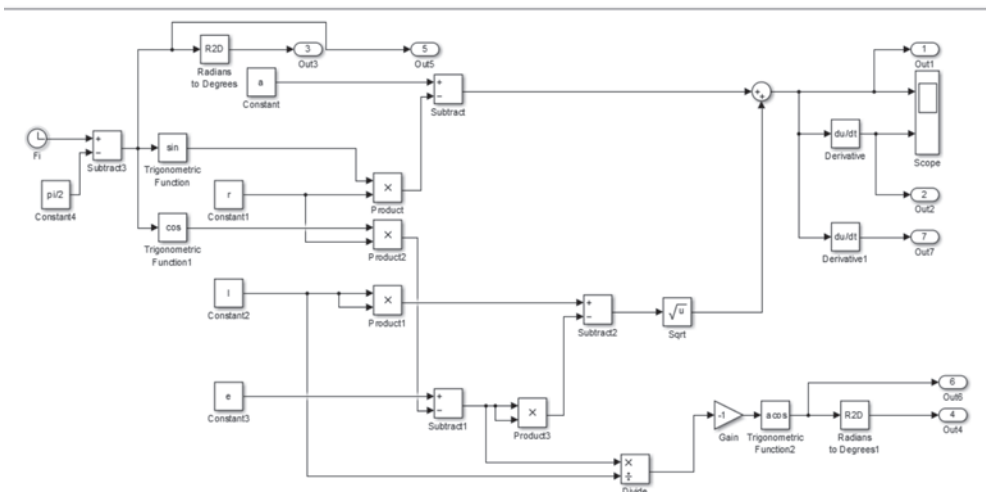 R2D
Radians
to Degrees
3
Out3
5
Out5
1
Out1
a
Constant
+
−
Subtract
+
+
Scope
du/dt
Derivative
2
Out2
du/dt
Derivative1
7
Out7
Fi
+
−
Subtract3
pi/2
Constant4
sin
Trigonometric
Function
r
Constant1
×
Product
cos
Trigonometric
Function1
×
Product2
l
Constant2
×
Product1
+
−
Subtract2
√u
Sqrt
e
Constant3
+
−
Subtract1
×
Product3
×
÷
Divide
-1
Gain
acos
Trigonometric
Function2
R2D
Radians
to Degrees1
6
Out6
4
Out4